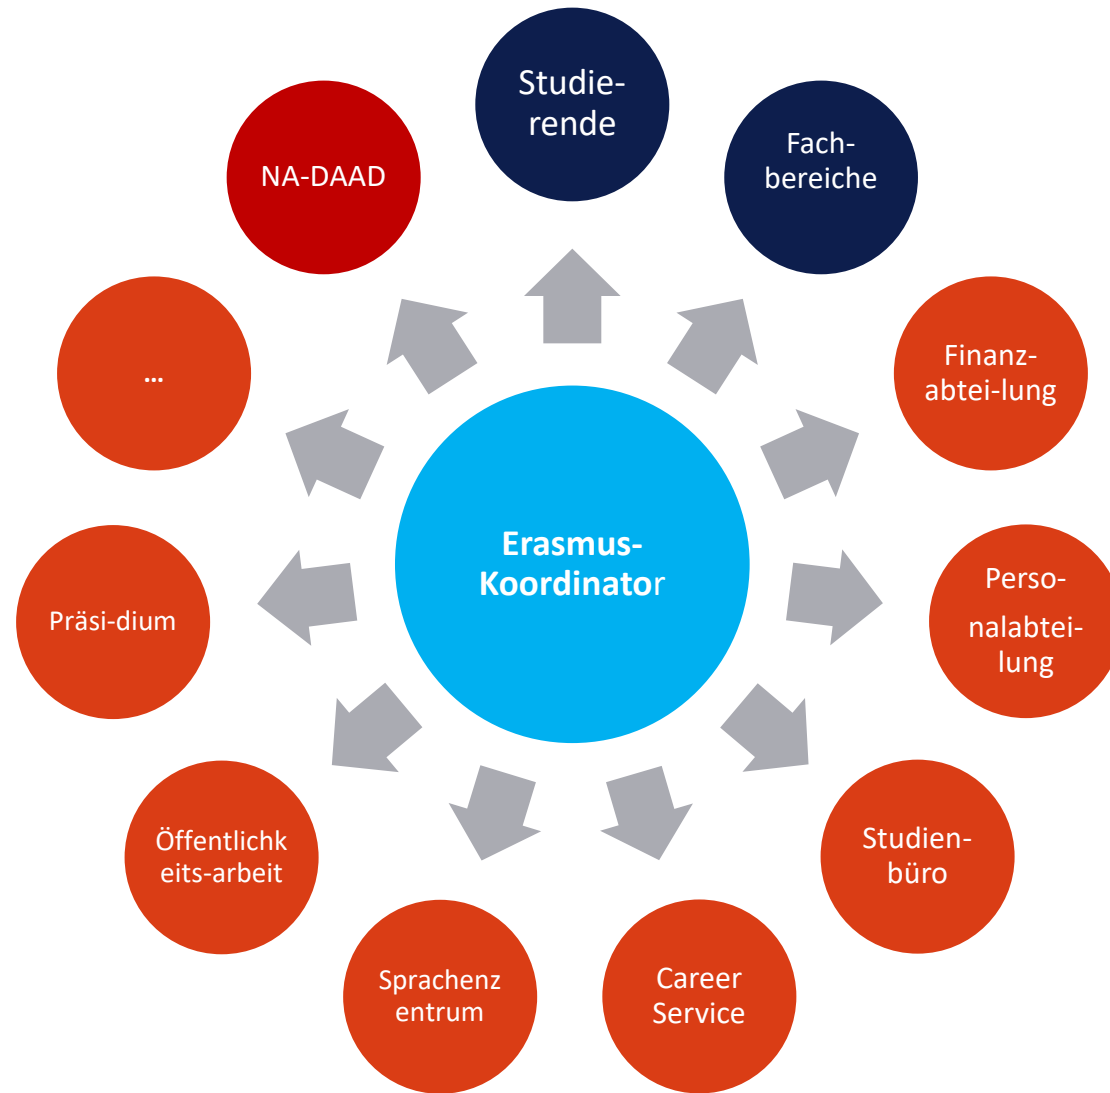 Studie-
rende
Fach-
bereiche
Finanz-
abtei-lung
Perso-
nalabtei-
lung
Studien-
büro
Career
Service
Sprachenz
entrum
Öffentlichk
eits-arbeit
Präsi-dium
...
NA-DAAD
Erasmus-
Koordinator